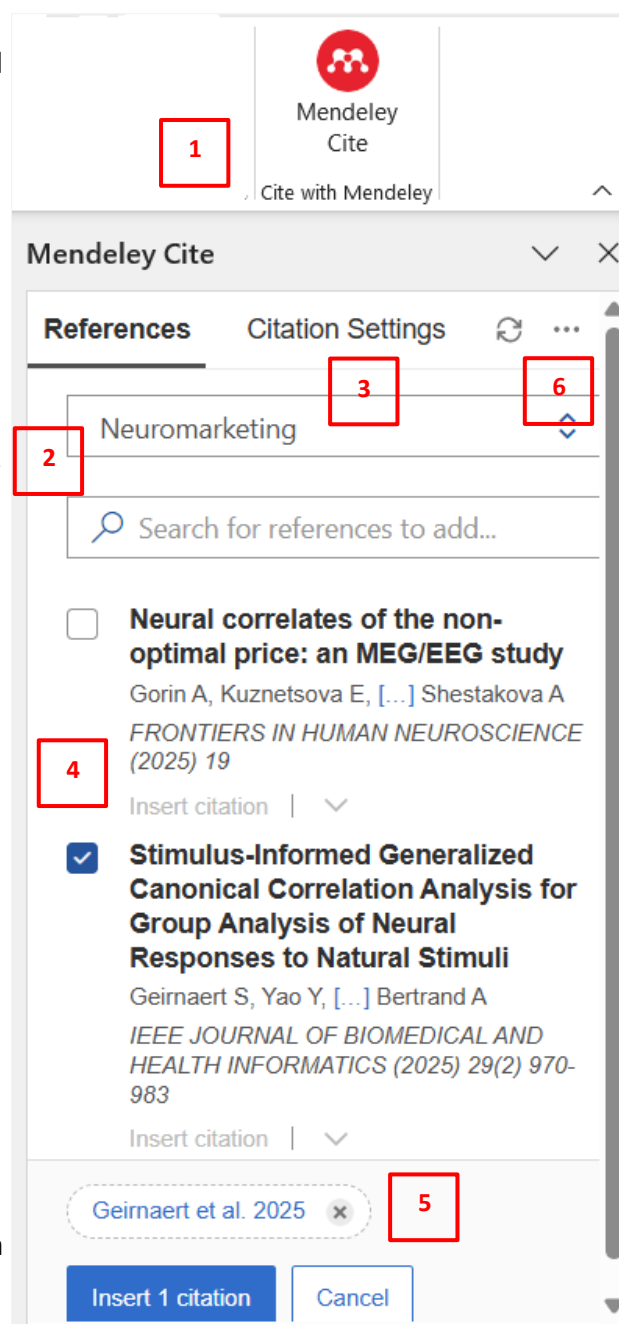 Mendeley
1
Cite
Cite with Mendeley
Mendeley Cite
References Citation Settings
3
6
Neuromarketing
2
Search for references to add...
Neural correlates of the non-
optimal price: an MEG/EEG study
Gorin A, Kuznetsova E, [...] Shestakova A
FRONTIERS IN HUMAN NEUROSCIENCE
(2025) 19
4
Insert citation |
Stimulus-Informed Generalized
Canonical Correlation Analysis for
Group Analysis of Neural
Responses to Natural Stimuli
Geirnaert S, Yao Y, [...] Bertrand A
IEEE JOURNAL OF BIOMEDICAL AND
HEALTH INFORMATICS (2025) 29(2) 970-
983
Insert citation |
Geirnaert et al. 2025
5
Insert 1 citation Cancel